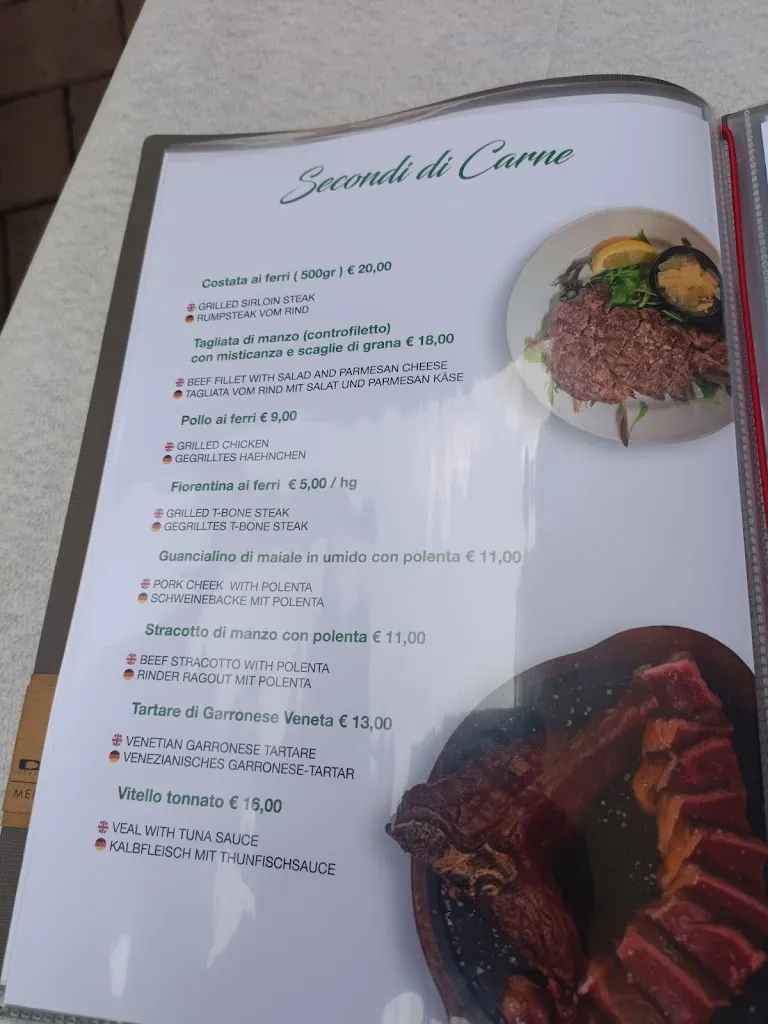 Secondi di Carne
Costata ai ferri ( 500gr ) € 20,00
GRILLED SIRLOIN STEAK
RUMPSTEAK VOM RIND
Tagliata di manzo (controfiletto)
con misticanza e scaglie di grana € 18,00
BEEF FILLET WITH SALAD AND PARMESAN CHEESE
TAGLIATA VOM RIND MIT SALAT UND PARMESAN KÄSE
Pollo ai ferri € 9,00
GRILLED CHICKEN
GEGRILLTES HAEHNCHEN
Fiorentina ai ferri € 5,00 / hg
GRILLED T-BONE STEAK
GEGRILLTES T-BONE STEAK
Guancialino di maiale in umido con polenta € 11,00
PORK CHEEK WITH POLENTA
SCHWEINEBACKE MIT POLENTA
Stracotto di manzo con polenta € 11,00
BEEF STRACOTTO WITH POLENTA
RINDER RAGOUT MIT POLENTA
Tartare di Garronese Veneta € 13,00
VENETIAN GARRONESE TARTARE
VENEZIANISCHES GARRONESE-TARTAR
Vitello tonnato € 16,00
VEAL WITH TUNA SAUCE
KALBFLEISCH MIT THUNFISCHSAUCE